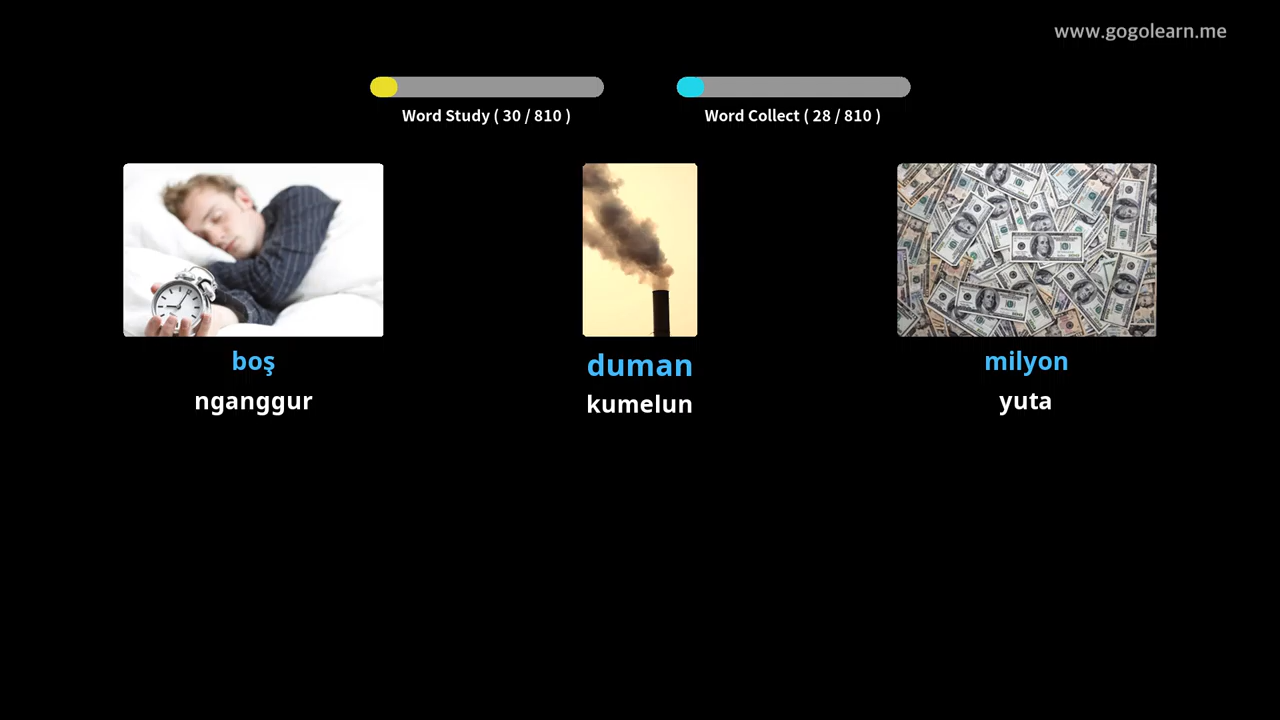 www.gogolearn.me
Word Study ( 30 / 810 )
Word Collect ( 28 / 810 )
boş
duman
milyon
nganggur
kumelun
yuta